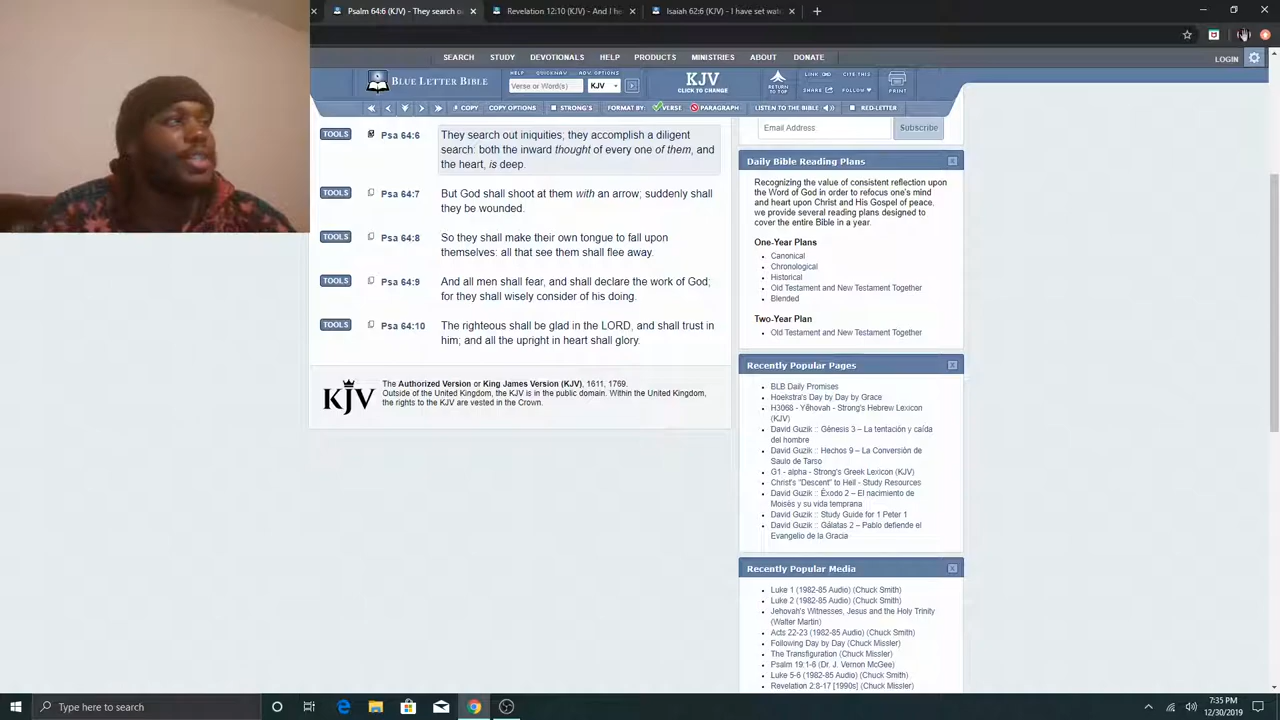 Psalm 64:6 (KJV) - They search o
Revelation 12:10 (KJV) - And I he
Isaiah 62:6 (KJV) - I have set wat
SEARCH STUDY DEVOTIONALS HELP PRODUCTS MINISTRIES ABOUT DONATE
LOGIN
BLUE LETTER BIBLE
HELP QUICKNAV ADV. OPTIONS
Verse or Word(s) KJV
KJV
CLICK TO CHANGE
RETURN
TO TOP
LINK CITE THIS
SHARE FOLLOW
PRINT
COPY COPY OPTIONS STRONG'S FORMAT BY: VERSE PARAGRAPH LISTEN TO THE BIBLE RED-LETTER
TOOLS Psa 64:6 They search out iniquities; they accomplish a diligent
search: both the inward thought of every one of them, and
the heart, is deep.
TOOLS Psa 64:7 But God shall shoot at them with an arrow; suddenly shall
they be wounded.
TOOLS Psa 64:8 So they shall make their own tongue to fall upon
themselves: all that see them shall flee away.
TOOLS Psa 64:9 And all men shall fear, and shall declare the work of God;
for they shall wisely consider of his doing.
TOOLS Psa 64:10 The righteous shall be glad in the LORD, and shall trust in
him; and all the upright in heart shall glory.
KJV
The Authorized Version or King James Version (KJV), 1611, 1769.
Outside of the United Kingdom, the KJV is in the public domain. Within the United Kingdom,
the rights to the KJV are vested in the Crown.
Email Address Subscribe
Daily Bible Reading Plans
Recognizing the value of consistent reflection upon
the Word of God in order to refocus one's mind
and heart upon Christ and His Gospel of peace,
we provide several reading plans designed to
cover the entire Bible in a year.
One-Year Plans
Canonical
Chronological
Historical
Old Testament and New Testament Together
Blended
Two-Year Plan
Old Testament and New Testament Together
Recently Popular Pages
BLB Daily Promises
Hoekstra's Day by Day by Grace
H3068 - Yĕhovah - Strong's Hebrew Lexicon
(KJV)
David Guzik :: Génesis 3 – La tentación y caída
del hombre
David Guzik :: Hechos 9 – La Conversión de
Saulo de Tarso
G1 - alpha - Strong's Greek Lexicon (KJV)
Christ's "Descent" to Hell - Study Resources
David Guzik :: Éxodo 2 – El nacimiento de
Moisés y su vida temprana
David Guzik :: Study Guide for 1 Peter 1
David Guzik :: Gálatas 2 – Pablo defiende el
Evangelio de la Gracia
Recently Popular Media
Luke 1 (1982-85 Audio) (Chuck Smith)
Luke 2 (1982-85 Audio) (Chuck Smith)
Jehovah's Witnesses, Jesus and the Holy Trinity
(Walter Martin)
Acts 22-23 (1982-85 Audio) (Chuck Smith)
Following Day by Day (Chuck Missler)
The Transfiguration (Chuck Missler)
Psalm 19:1-6 (Dr. J. Vernon McGee)
Luke 5-6 (1982-85 Audio) (Chuck Smith)
Revelation 2:8-17 [1990s] (Chuck Missler)
Type here to search
7:35 PM
12/30/2019